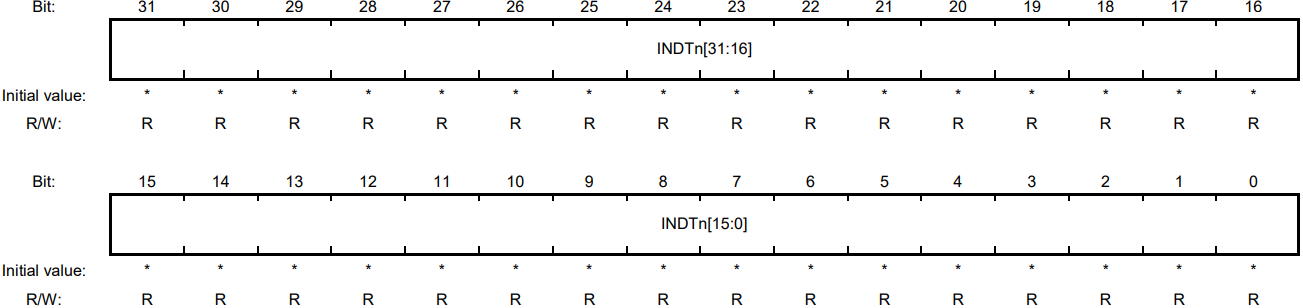 Bit: 31 30 29 28 27 26 25 24 23 22 21 20 19 18 17 16
INDTn[31:16]
Initial value: * * * * * * * * * * * * * * * *
R/W: R R R R R R R R R R R R R R R R
Bit: 15 14 13 12 11 10 9 8 7 6 5 4 3 2 1 0
INDTn[15:0]
Initial value: * * * * * * * * * * * * * * * *
R/W: R R R R R R R R R R R R R R R R